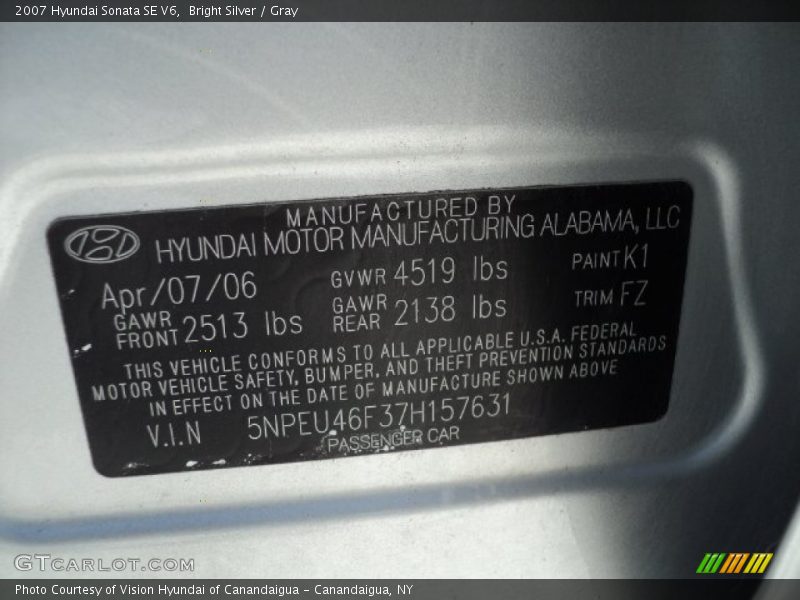 2007 Hyundai Sonata SE V6, Bright Silver / Gray
MANUFACTURED BY
HYUNDAI MOTOR MANUFACTURING ALABAMA, LLC
Apr/07/06 GVWR 4519 lbs PAINT K1
GAWR FRONT 2513 lbs GAWR REAR 2138 lbs TRIM FZ
THIS VEHICLE CONFORMS TO ALL APPLICABLE U.S.A. FEDERAL
MOTOR VEHICLE SAFETY, BUMPER, AND THEFT PREVENTION STANDARDS
IN EFFECT ON THE DATE OF MANUFACTURE SHOWN ABOVE
V.I.N 5NPEU46F37H157631
PASSENGER CAR
GTCARLOT.COM
Photo Courtesy of Vision Hyundai of Canandaigua - Canandaigua, NY